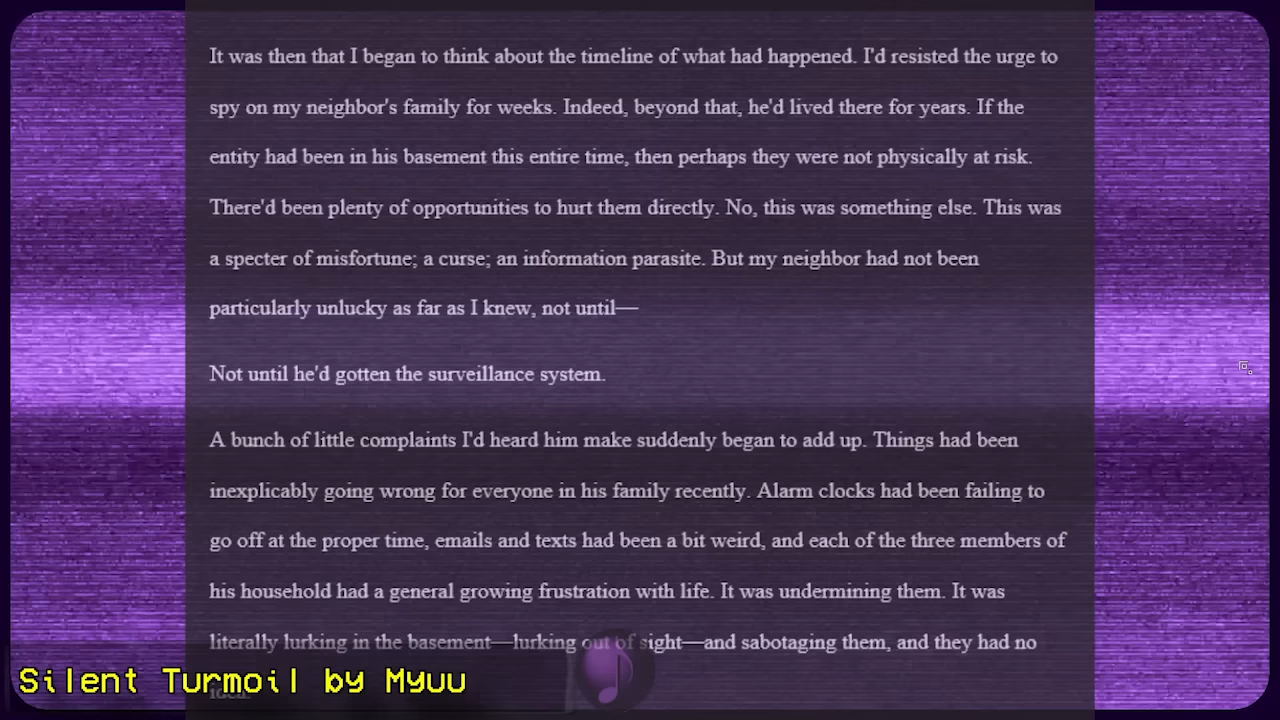 It was then that I began to think about the timeline of what had happened. I'd resisted the urge to
spy on my neighbor's family for weeks. Indeed, beyond that, he'd lived there for years. If the
entity had been in his basement this entire time, then perhaps they were not physically at risk.
There'd been plenty of opportunities to hurt them directly. No, this was something else. This was
a specter of misfortune; a curse; an information parasite. But my neighbor had not been
particularly unlucky as far as I knew, not until—
Not until he'd gotten the surveillance system.
A bunch of little complaints I'd heard him make suddenly began to add up. Things had been
inexplicably going wrong for everyone in his family recently. Alarm clocks had been failing to
go off at the proper time, emails and texts had been a bit weird, and each of the three members of
his household had a general growing frustration with life. It was undermining them. It was
literally lurking in the basement—lurking out of sight—and sabotaging them, and they had no
idea.
Silent Turmoil by Myuu